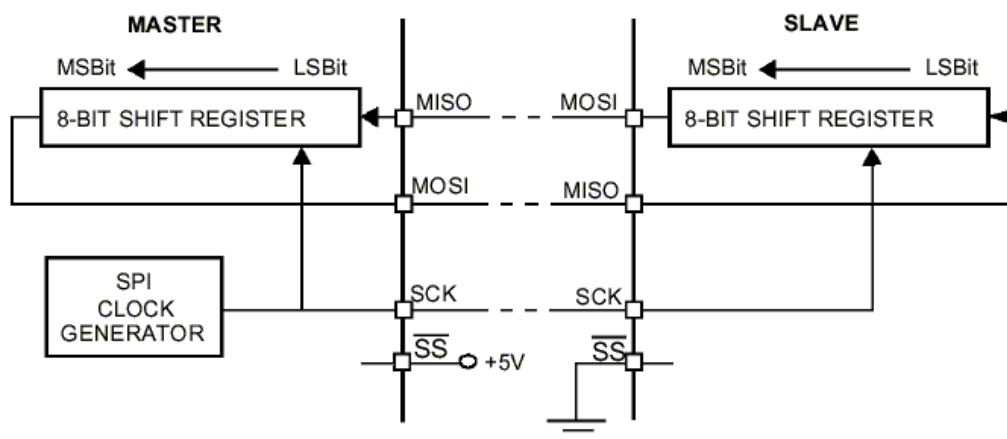 MASTER
SLAVE
MSBit LSBit
MSBit LSBit
8-BIT SHIFT REGISTER
MISO
MOSI
8-BIT SHIFT REGISTER
MOSI
MISO
SPI
CLOCK
GENERATOR
SCK
SCK
SS
+5V
SS